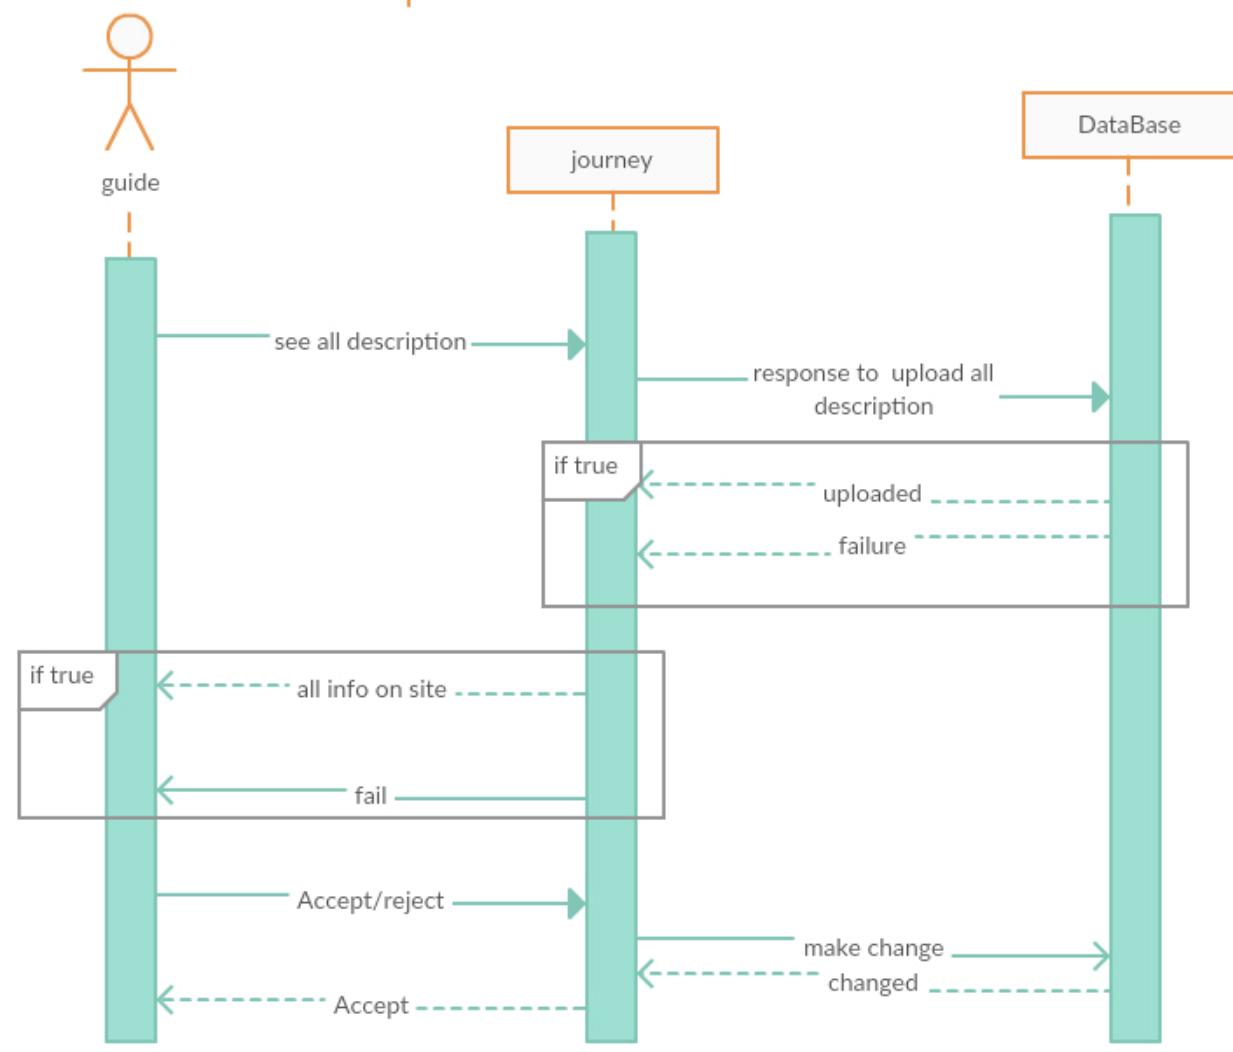 guide
journey
DataBase
see all description
response to  upload all
description
if true
uploaded
failure
if true
all info on site
fail
Accept/reject
make change
changed
Accept